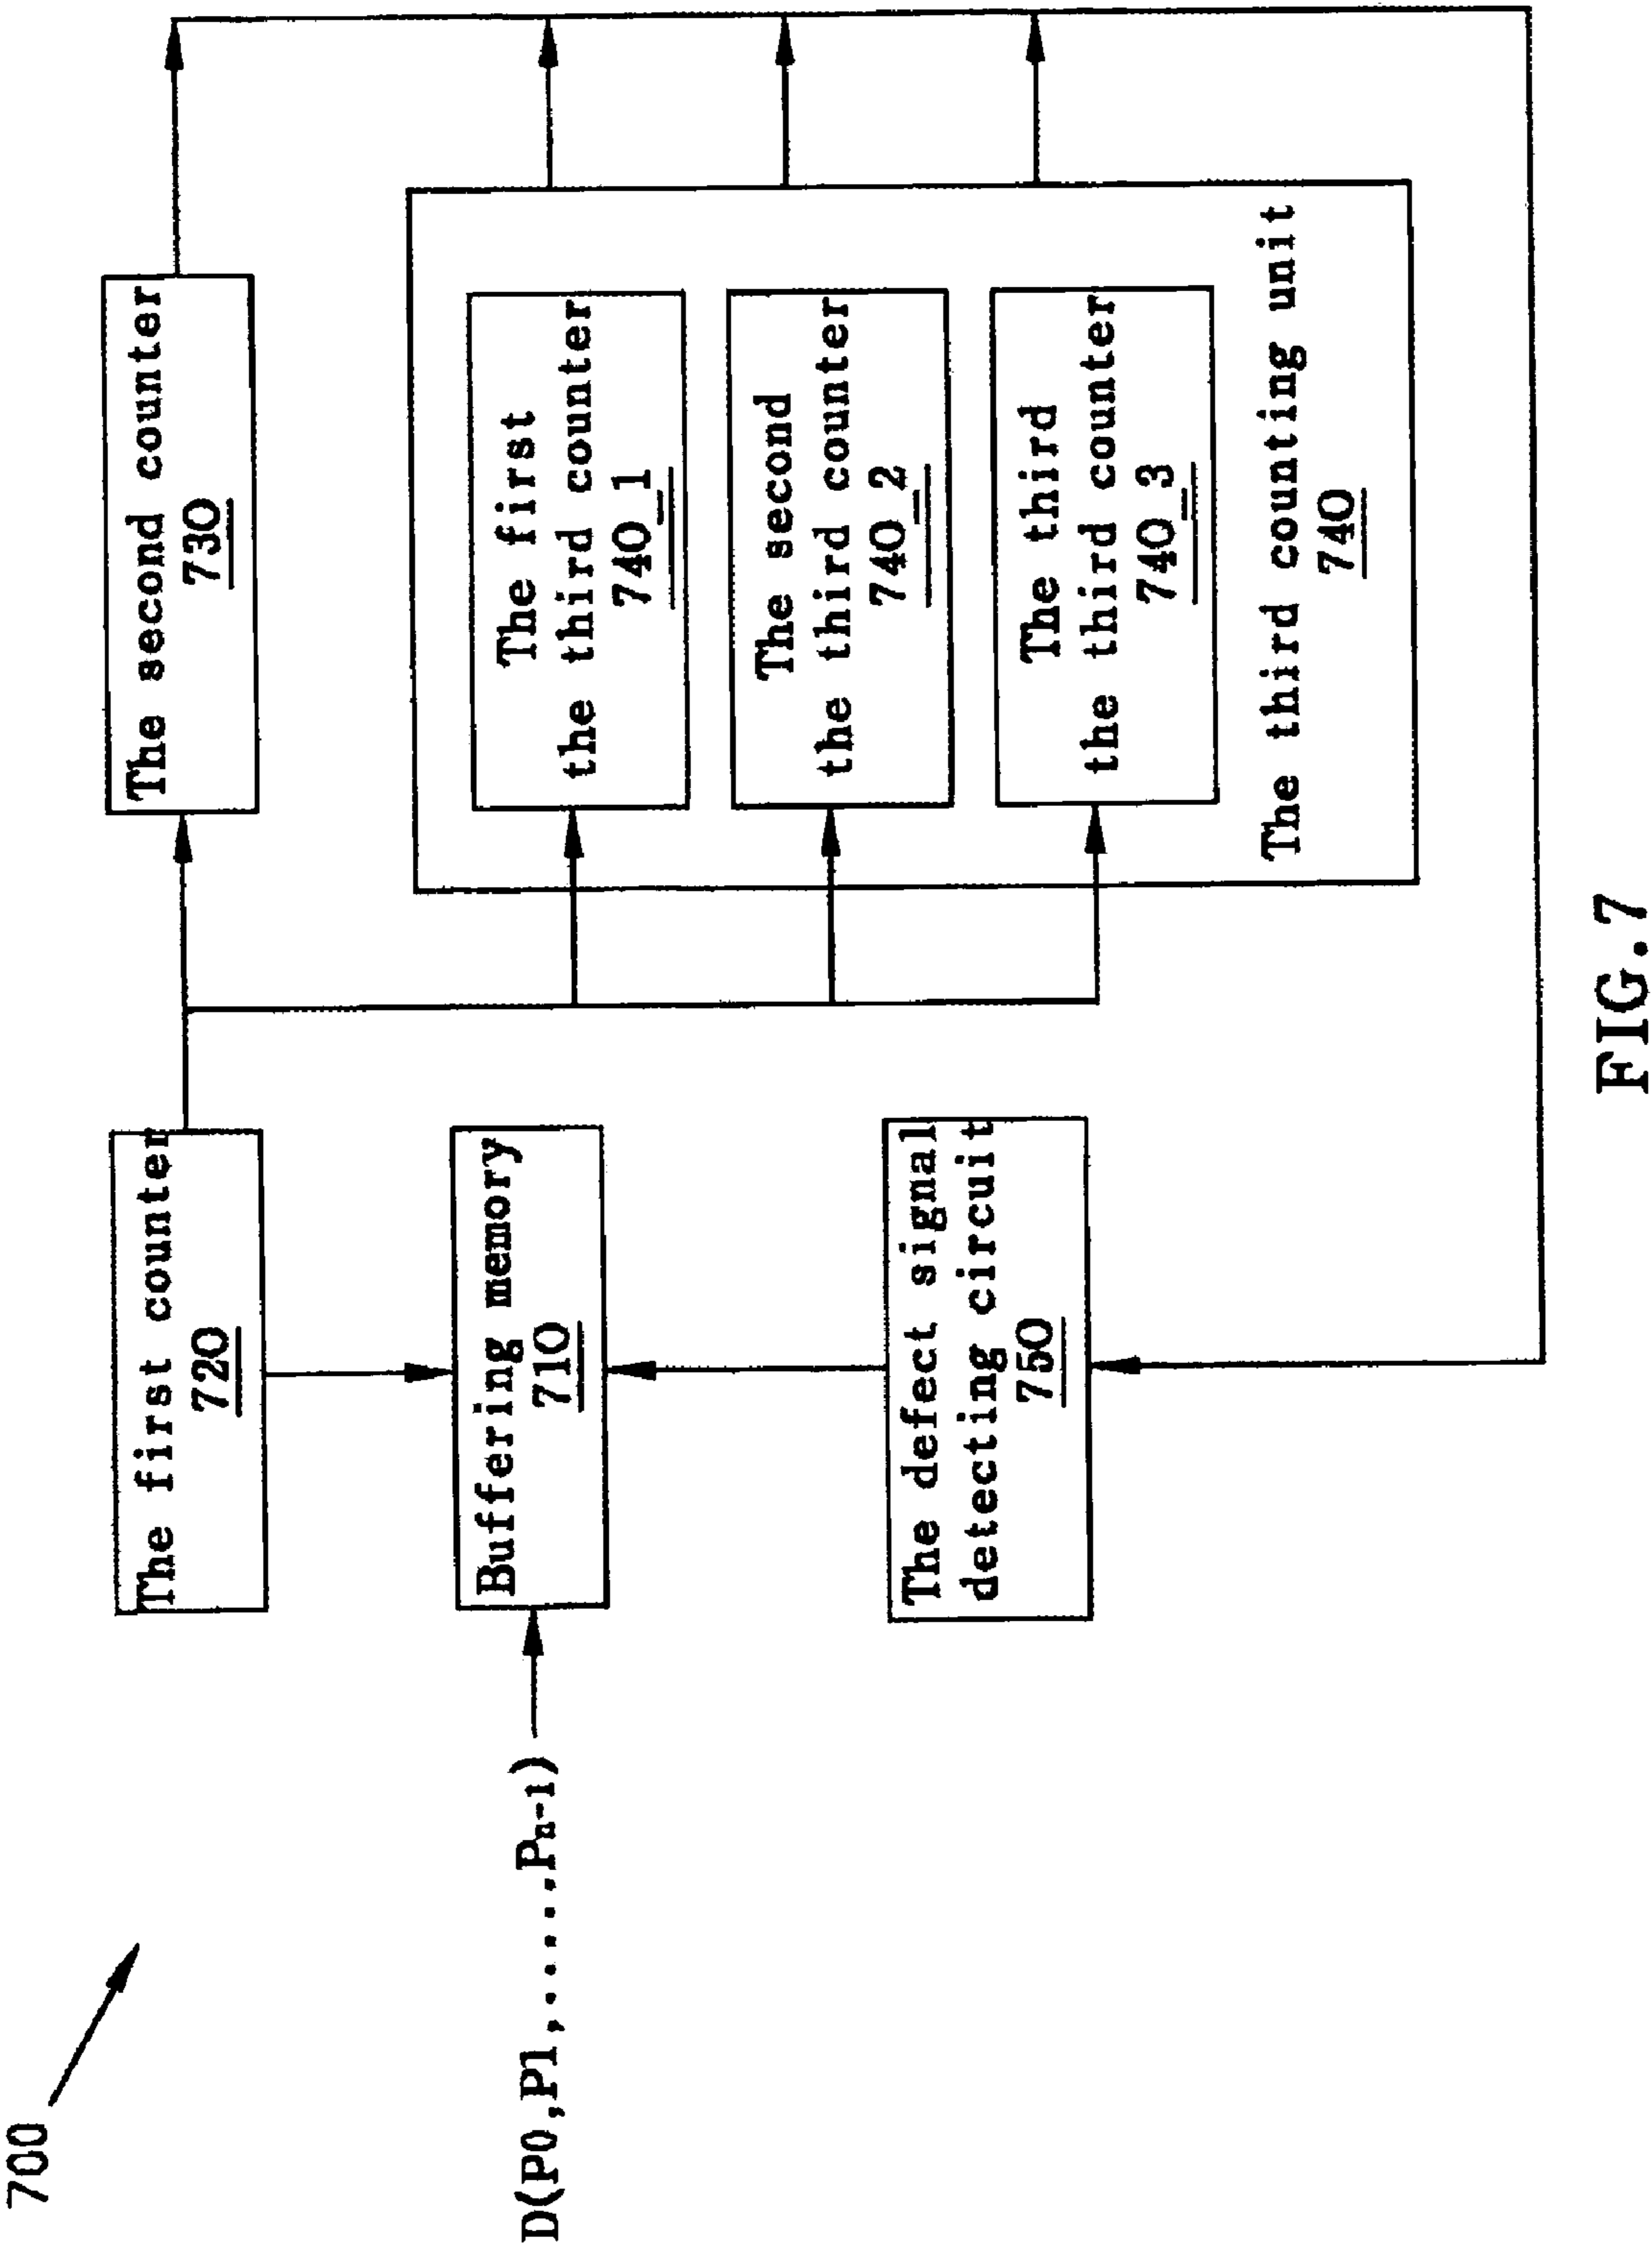 700
The first counter
720
The second counter
730
D(P0,P1,......Pn-1)
Buffering memory
710
The first
the third counter
740_1
The second
the third counter
740_2
The third
the third counter
740_3
The third counting unit
740
The defect signal
detecting circuit
750
FIG.7